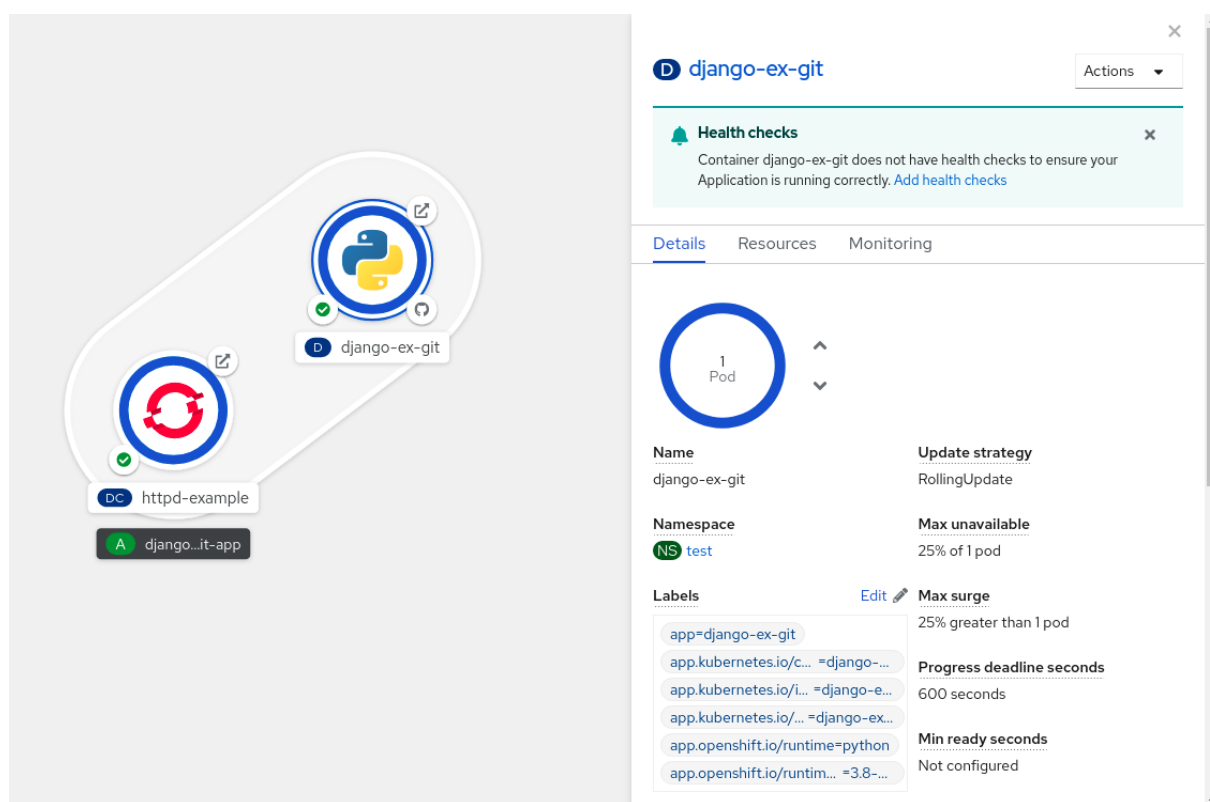 D django-ex-git
DC httpd-example
A django...it-app
D django-ex-git
Actions
Health checks
Container django-ex-git does not have health checks to ensure your
Application is running correctly. Add health checks
Details Resources Monitoring
1
Pod
Name
django-ex-git
Namespace
NS test
Labels
Edit
app=django-ex-git
app.kubernetes.io/c... =django-...
app.kubernetes.io/i... =django-e...
app.kubernetes.io/... =django-ex...
app.openshift.io/runtime=python
app.openshift.io/runtim... =3.8-...
Update strategy
RollingUpdate
Max unavailable
25% of 1 pod
Max surge
25% greater than 1 pod
Progress deadline seconds
600 seconds
Min ready seconds
Not configured